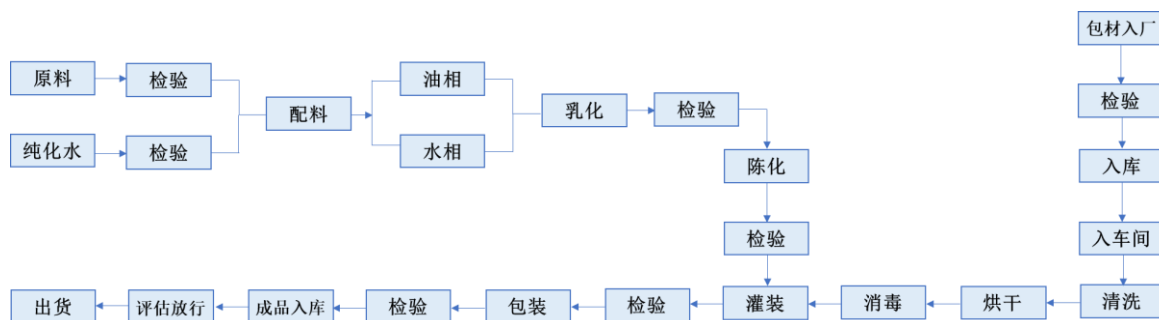 包材入厂
原料
检验
油相
检验
配料
乳化
检验
纯化水
检验
水相
陈化
入库
检验
入车间
出货
评估放行
成品入库
检验
包装
检验
灌装
消毒
烘干
清洗